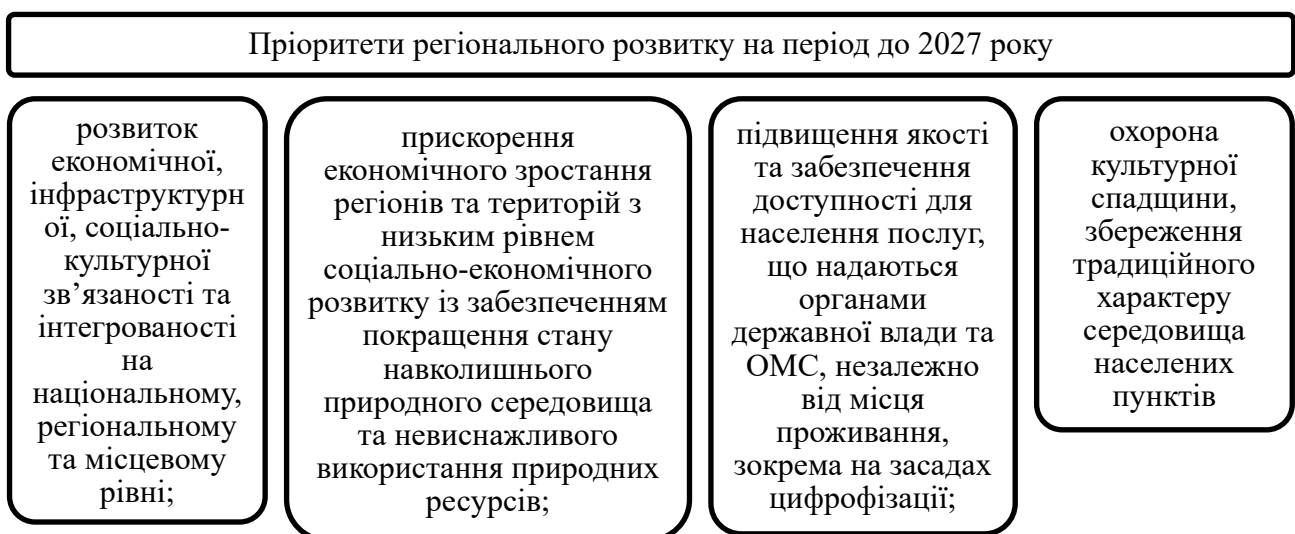 Пріоритети регіонального розвитку на період до 2027 року
розвиток
економічної,
інфраструктурн
ої, соціально-
культурної
зв’язаності та
інтегрованості
на
національному,
регіональному
та місцевому
рівні;
прискорення
економічного зростання
регіонів та територій з
низьким рівнем
соціально-економічного
розвитку із забезпеченням
покращення стану
навколишнього
природного середовища
та невиснажливого
використання природних
ресурсів;
підвищення якості
та забезпечення
доступності для
населення послуг,
що надаються
органами
державної влади та
ОМС, незалежно
від місця
проживання,
зокрема на засадах
цифрофізації;
охорона
культурної
спадщини,
збереження
традиційного
характеру
середовища
населених
пунктів